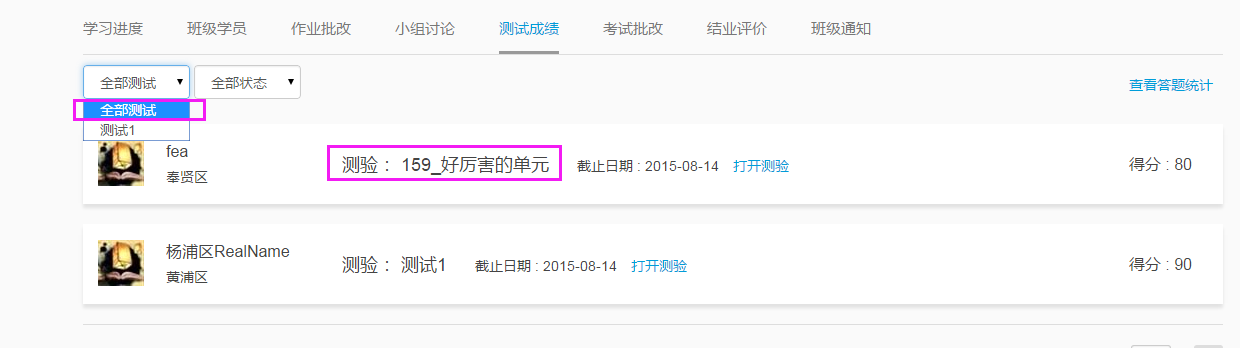 学习进度 班级学员 作业批改 小组讨论 测试成绩 考试批改 结业评价 班级通知
全部测试 全部状态 查看答题统计
全部测试
测试1
fea
奉贤区
测验： 159_好厉害的单元 截止日期 : 2015-08-14 打开测验 得分 : 80
杨浦区RealName
黄浦区
测验： 测试1 截止日期 : 2015-08-14 打开测验 得分 : 90